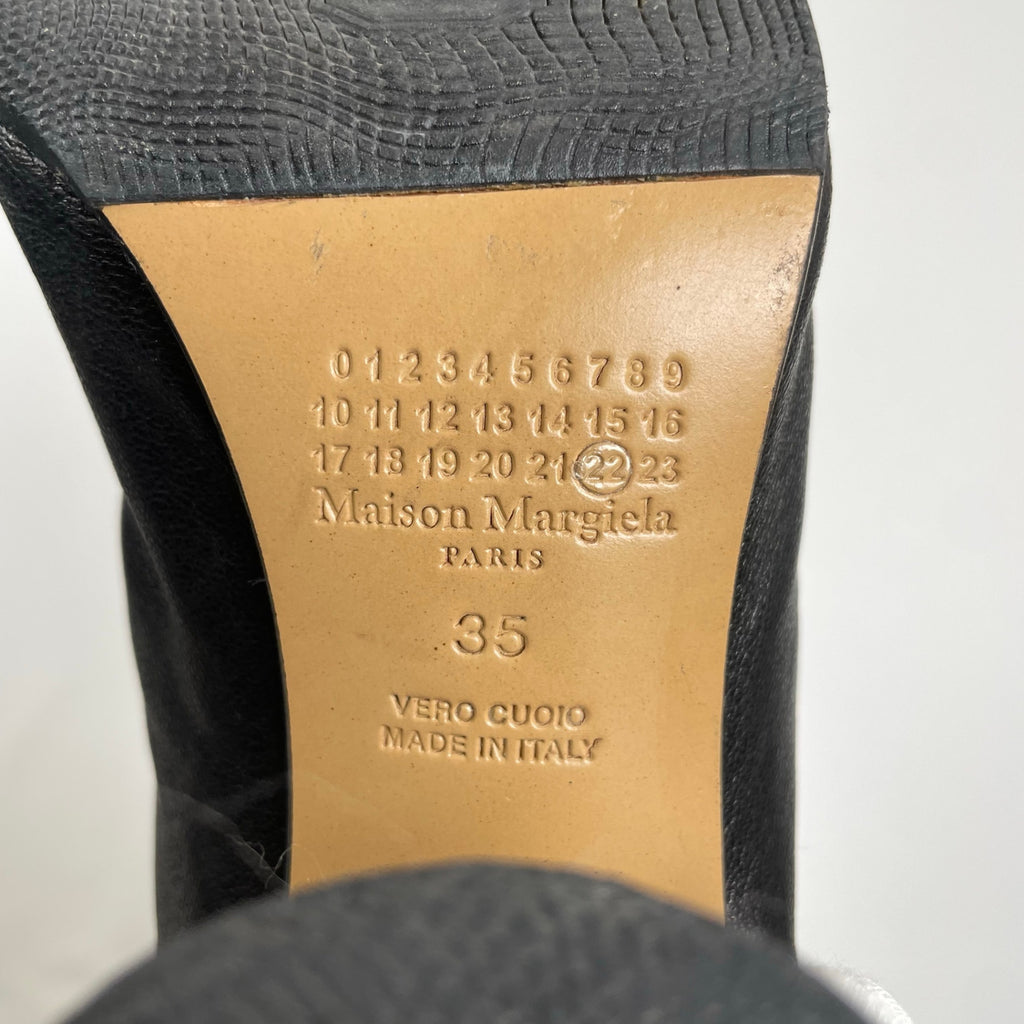 0 1 2 3 4 5 6 7 8 9
10 11 12 13 14 15 16
17 18 19 20 21 22 23
Maison Margiela
PARIS
35
VERO CUOIO
MADE IN ITALY